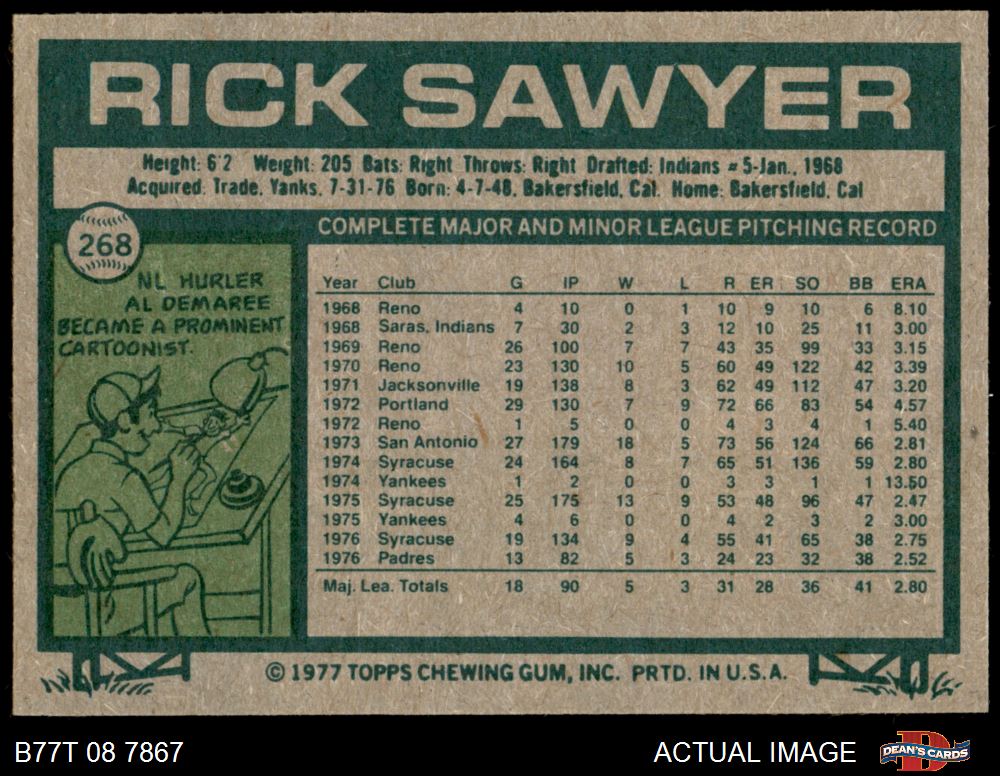 RICK SAWYER
Height: 6'2 Weight: 205 Bats: Right Throws: Right Drafted: Indians #5-Jan., 1968
Acquired: Trade, Yanks, 7-31-76 Born: 4-7-48, Bakersfield, Cal. Home: Bakersfield, Cal
268
NL HURLER
AL DEMAREE
BECAME A PROMINENT
CARTOONIST.
COMPLETE MAJOR AND MINOR LEAGUE PITCHING RECORD
Year Club G IP W L R ER SO BB ERA
1968 Reno 4 10 0 1 10 9 10 6 8.10
1968 Saras. Indians 7 30 2 3 12 10 25 11 3.00
1969 Reno 26 100 7 7 43 35 99 33 3.15
1970 Reno 23 130 10 5 60 49 122 42 3.39
1971 Jacksonville 19 138 8 3 62 49 112 47 3.20
1972 Portland 29 130 7 9 72 66 83 54 4.57
1972 Reno 1 5 0 0 4 3 4 1 5.40
1973 San Antonio 27 179 18 5 73 56 124 66 2.81
1974 Syracuse 24 164 8 7 65 51 136 59 2.80
1974 Yankees 1 2 0 0 3 3 1 1 13.50
1975 Syracuse 25 175 13 9 53 48 96 47 2.47
1975 Yankees 4 6 0 0 4 2 3 2 3.00
1976 Syracuse 19 134 9 4 55 41 65 38 2.75
1976 Padres 13 82 5 3 24 23 32 38 2.52
Maj. Lea. Totals 18 90 5 3 31 28 36 41 2.80
© 1977 TOPPS CHEWING GUM, INC. PRTD. IN U.S.A.
B77T 08 7867 ACTUAL IMAGE DEAN'S CARDS